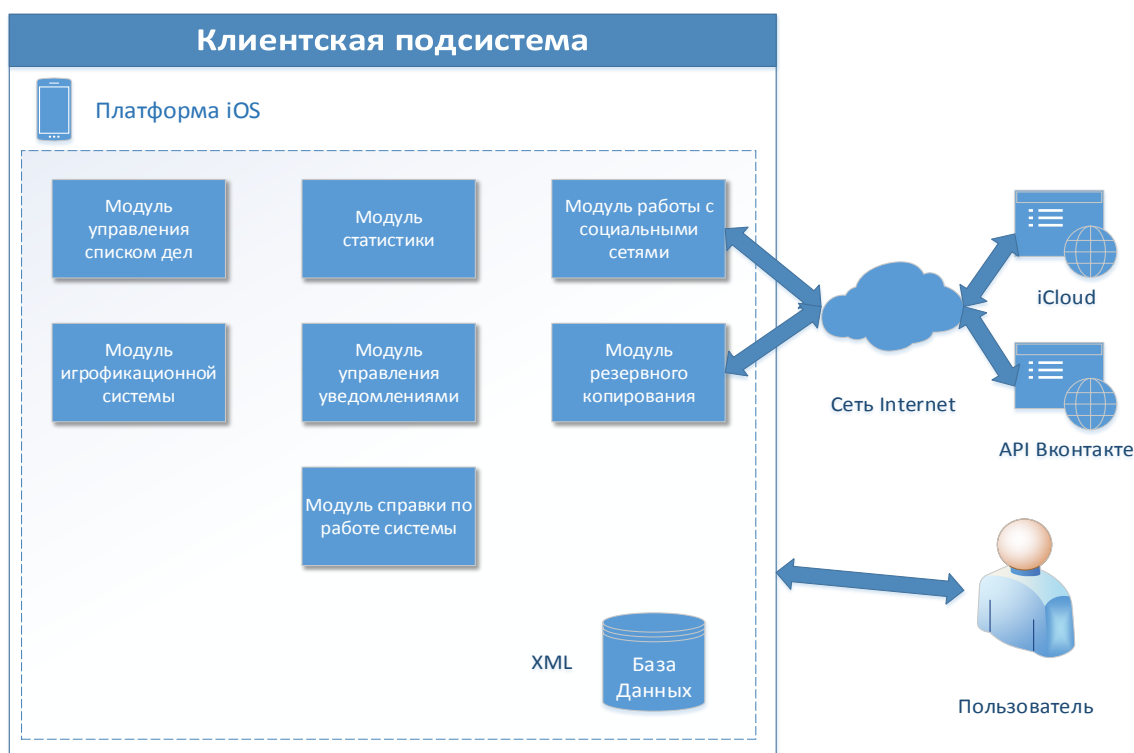 Клиентская подсистема
Платформа iOS
Модуль
управления
списком дел
Модуль
статистики
Модуль работы с
социальными
сетями
Модуль
игрофикационной
системы
Модуль
управления
уведомлениями
Модуль
резервного
копирования
Модуль справки по
работе системы
XML
База
Данных
Сеть Internet
iCloud
API Вконтакте
Пользователь